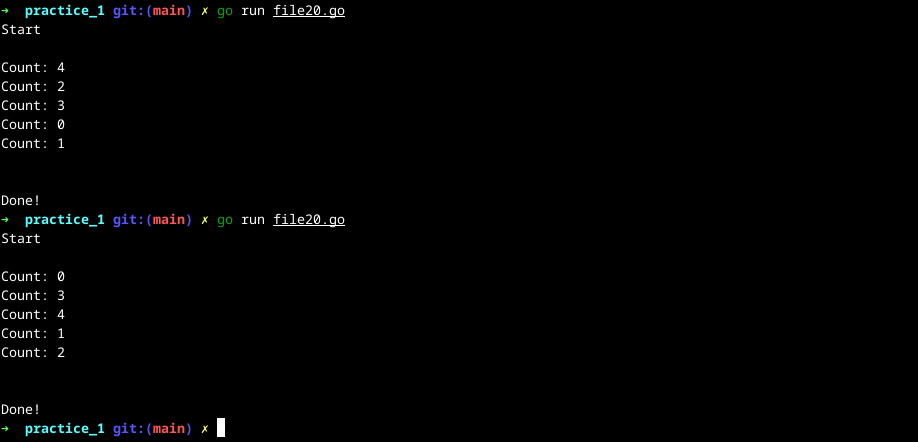 ➜  practice_1 git:(main) ✗ go run file20.go
Start

Count: 4
Count: 2
Count: 3
Count: 0
Count: 1


Done!
➜  practice_1 git:(main) ✗ go run file20.go
Start

Count: 0
Count: 3
Count: 4
Count: 1
Count: 2


Done!
➜  practice_1 git:(main) ✗